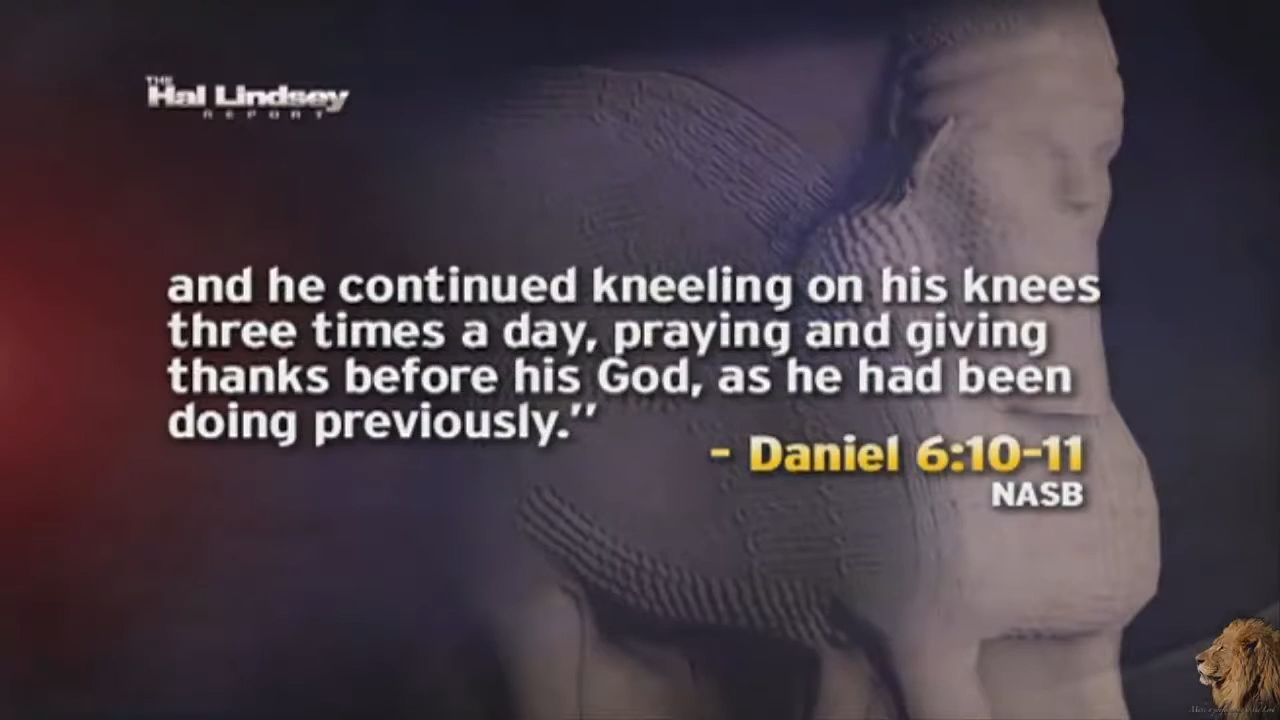 THE
Hal Lindsey
REPORT
and he continued kneeling on his knees
three times a day, praying and giving
thanks before his God, as he had been
doing previously.”
- Daniel 6:10-11
NASB